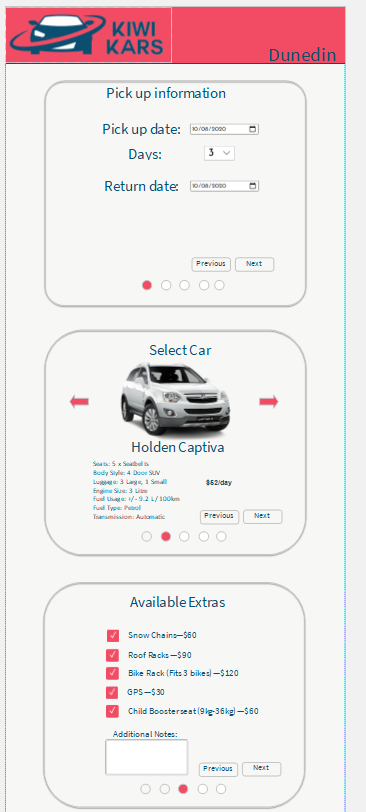 KIWI
KARS
Dunedin
Pick up information
Pick up date: 10/08/2020
Days: 3
Return date: 10/08/2020
Previous Next
Select Car
Holden Captiva
Seats: 5 x Seatbelts
Body Style: 4 Door SUV
Luggage: 3 Large, 1 Small
$52/day
Engine Size: 3 Litre
Fuel Usage: +/- 9.2 L / 100km
Fuel Type: Petrol
Transmission: Automatic
Previous Next
Available Extras
Snow Chains—$60
Roof Racks—$90
Bike Rack (Fits 3 bikes)—$120
GPS—$30
Child Boosterseat (9kg-36kg)—$60
Additional Notes:
Previous Next